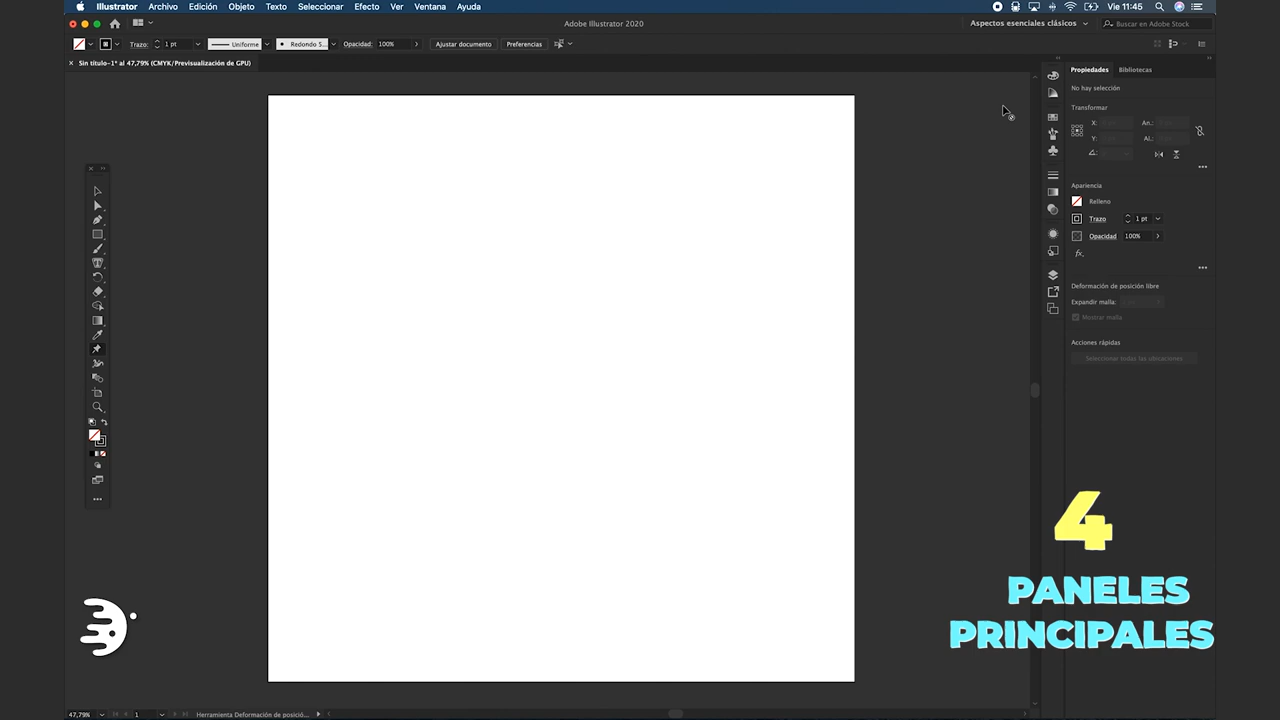 Illustrator Archivo Edición Objeto Texto Seleccionar Efecto Ver Ventana Ayuda Vie 11:45
Adobe Illustrator 2020 Aspectos esenciales clásicos Buscar en Adobe Stock
Trazo: 1 pt Uniforme Redondo 5... Opacidad: 100% Ajustar documento Preferencias
Sin título-1* al 47,79% (CMYK/Previsualización de GPU)
Propiedades Bibliotecas
No hay selección
Transformar
X: An.:
Y: Al.:
Apariencia
Relleno
Trazo 1 pt
Opacidad 100%
fx.
Deformación de posición libre
Expandir malla:
Mostrar malla
Acciones rápidas
Seleccionar todas las ubicaciones
4
PANELES
PRINCIPALES
47,79% 1 Herramienta Deformación de posició...